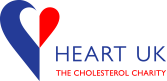 HEART UK
THE CHOLESTEROL CHARITY